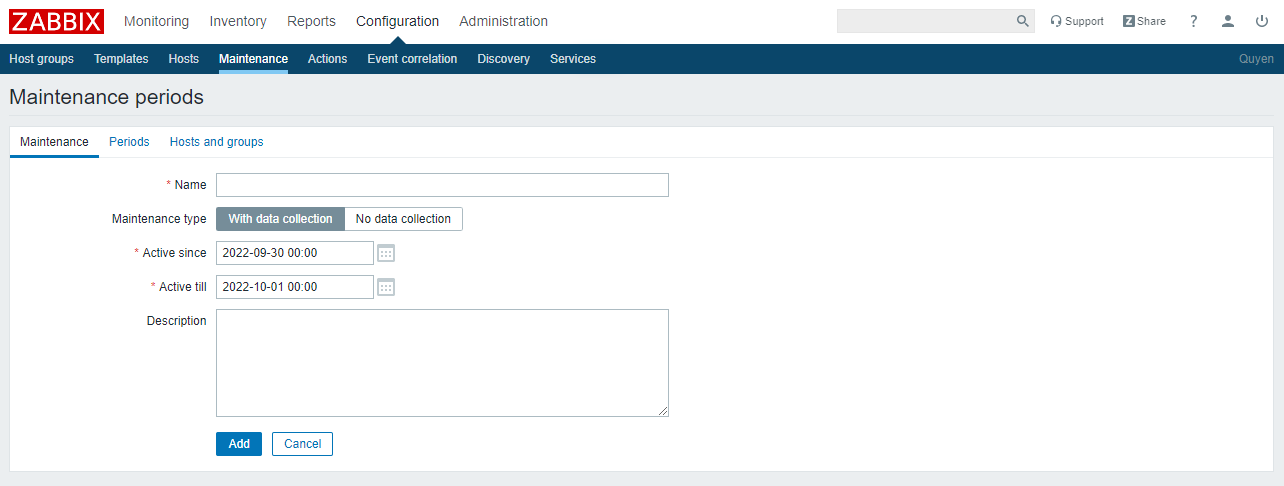 ZABBIX Monitoring Inventory Reports Configuration Administration Support Z Share ?
Host groups Templates Hosts Maintenance Actions Event correlation Discovery Services Quyen
Maintenance periods
Maintenance Periods Hosts and groups
* Name
Maintenance type With data collection No data collection
* Active since 2022-09-30 00:00
* Active till 2022-10-01 00:00
Description
Add Cancel